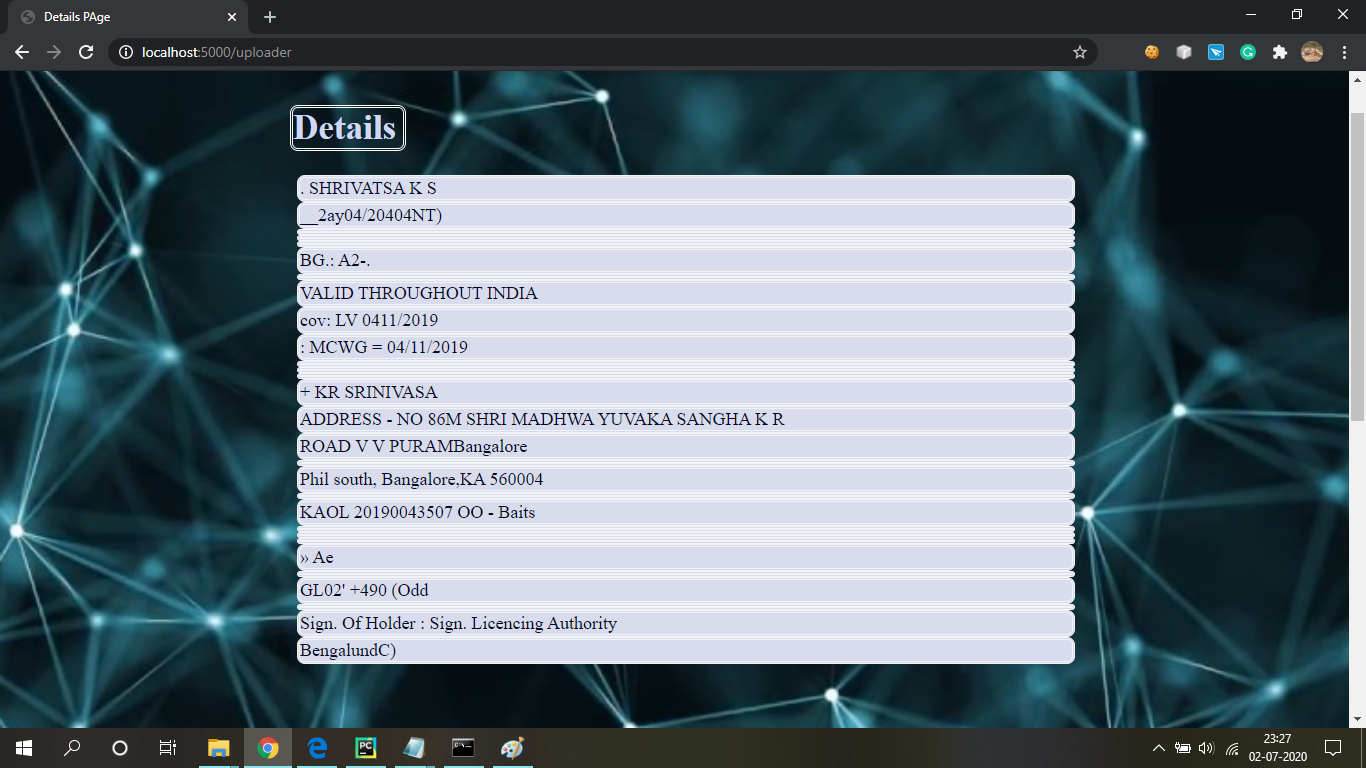 Details PAge
localhost:5000/uploader
Details
. SHRIVATSA K S
__2ay04/20404NT)
BG.: A2-.
VALID THROUGHOUT INDIA
cov: LV 0411/2019
: MCWG = 04/11/2019
+ KR SRINIVASA
ADDRESS - NO 86M SHRI MADHWA YUVAKA SANGHA K R
ROAD V V PURAMBangalore
Phil south, Bangalore,KA 560004
KAOL 20190043507 OO - Baits
» Ae
GL02' +490 (Odd
Sign. Of Holder : Sign. Licencing Authority
BengalundC)
PC
23:27
02-07-2020